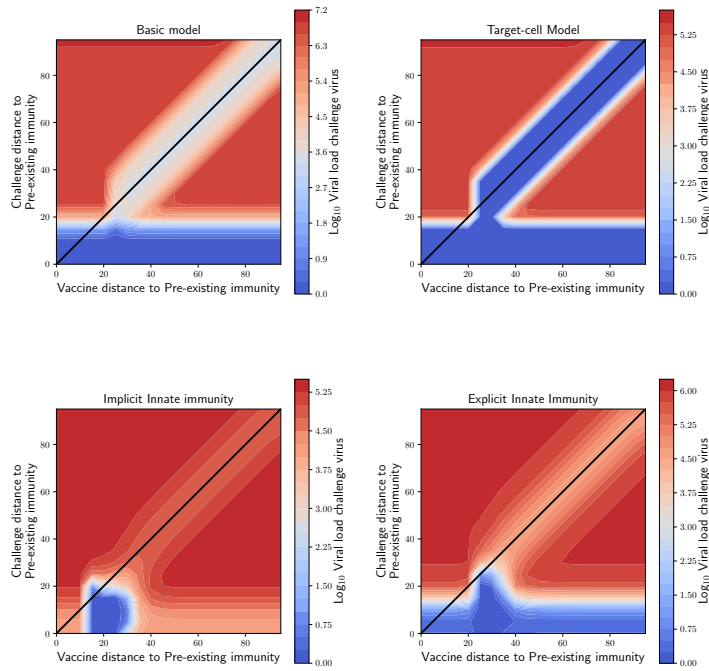 Basic model
Challenge distance to
Pre-existing immunity
80
60
40
20
0
0 20 40 60 80
Vaccine distance to Pre-existing immunity
7.2
6.3
5.4
4.5
3.6
2.7
1.8
0.9
0.0
Log10 Viral load challenge virus
Target-cell Model
Challenge distance to
Pre-existing immunity
80
60
40
20
0
0 20 40 60 80
Vaccine distance to Pre-existing immunity
5.25
4.50
3.75
3.00
2.25
1.50
0.75
0.00
Log10 Viral load challenge virus
Implicit Innate immunity
Challenge distance to
Pre-existing immunity
80
60
40
20
0
0 20 40 60 80
Vaccine distance to Pre-existing immunity
5.25
4.50
3.75
3.00
2.25
1.50
0.75
0.00
Log10 Viral load challenge virus
Explicit Innate Immunity
Challenge distance to
Pre-existing immunity
80
60
40
20
0
0 20 40 60 80
Vaccine distance to Pre-existing immunity
6.00
5.25
4.50
3.75
3.00
2.25
1.50
0.75
0.00
Log10 Viral load challenge virus